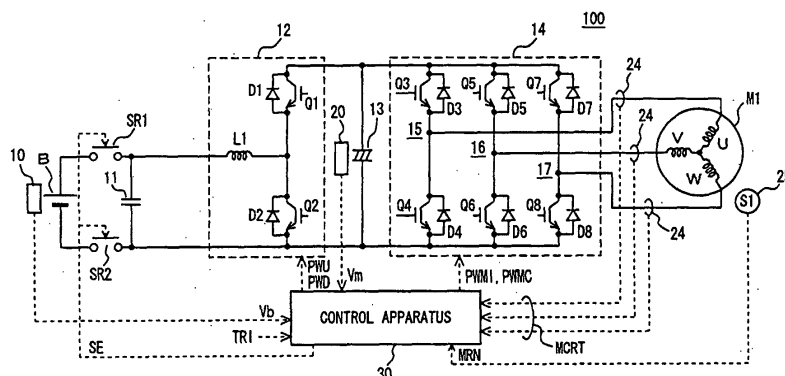 100
12
14
24
SR1
D1
Q1
20
13
Q3
D3
Q5
D5
Q7
D7
M1
10
B
L1
15
24
V
U
16
W
11
17
S1
D2
Q2
Q4
D4
Q6
D6
Q8
D8
24
SR2
PWU
PWD
Vm
PWMI, PWMC
Vb
CONTROL APPARATUS
TRI
MCRT
SE
30
MRN